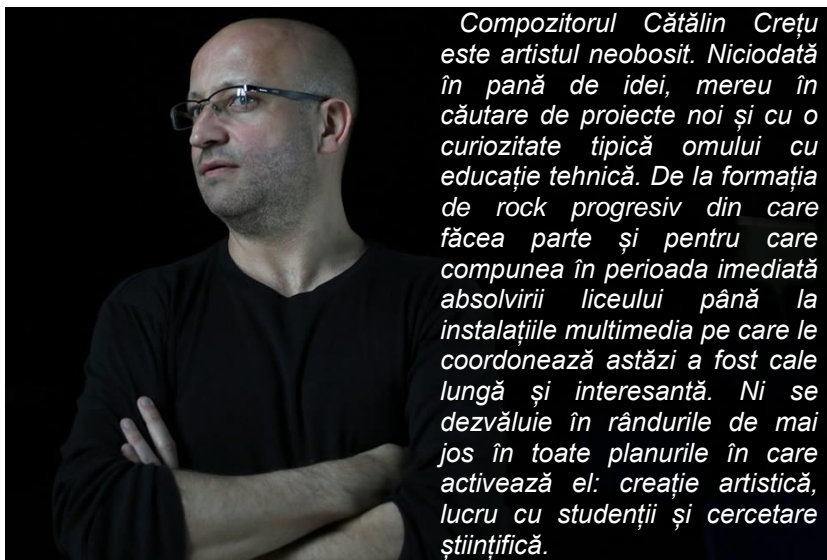 Compozitorul Cătălin Crețu
este artistul neobosit. Niciodată
în pană de idei, mereu în
căutare de proiecte noi și cu o
curiozitate tipică omului cu
educație tehnică. De la formația
de rock progresiv din care
făcea parte și pentru care
compunea în perioada imediată
absolvirii liceului până la
instalațiile multimedia pe care le
coordonează astăzi a fost cale
lungă și interesantă. Ni se
dezvăluie în rândurile de mai
jos în toate planurile în care
activează el: creație artistică,
lucru cu studenții și cercetare
științifică.